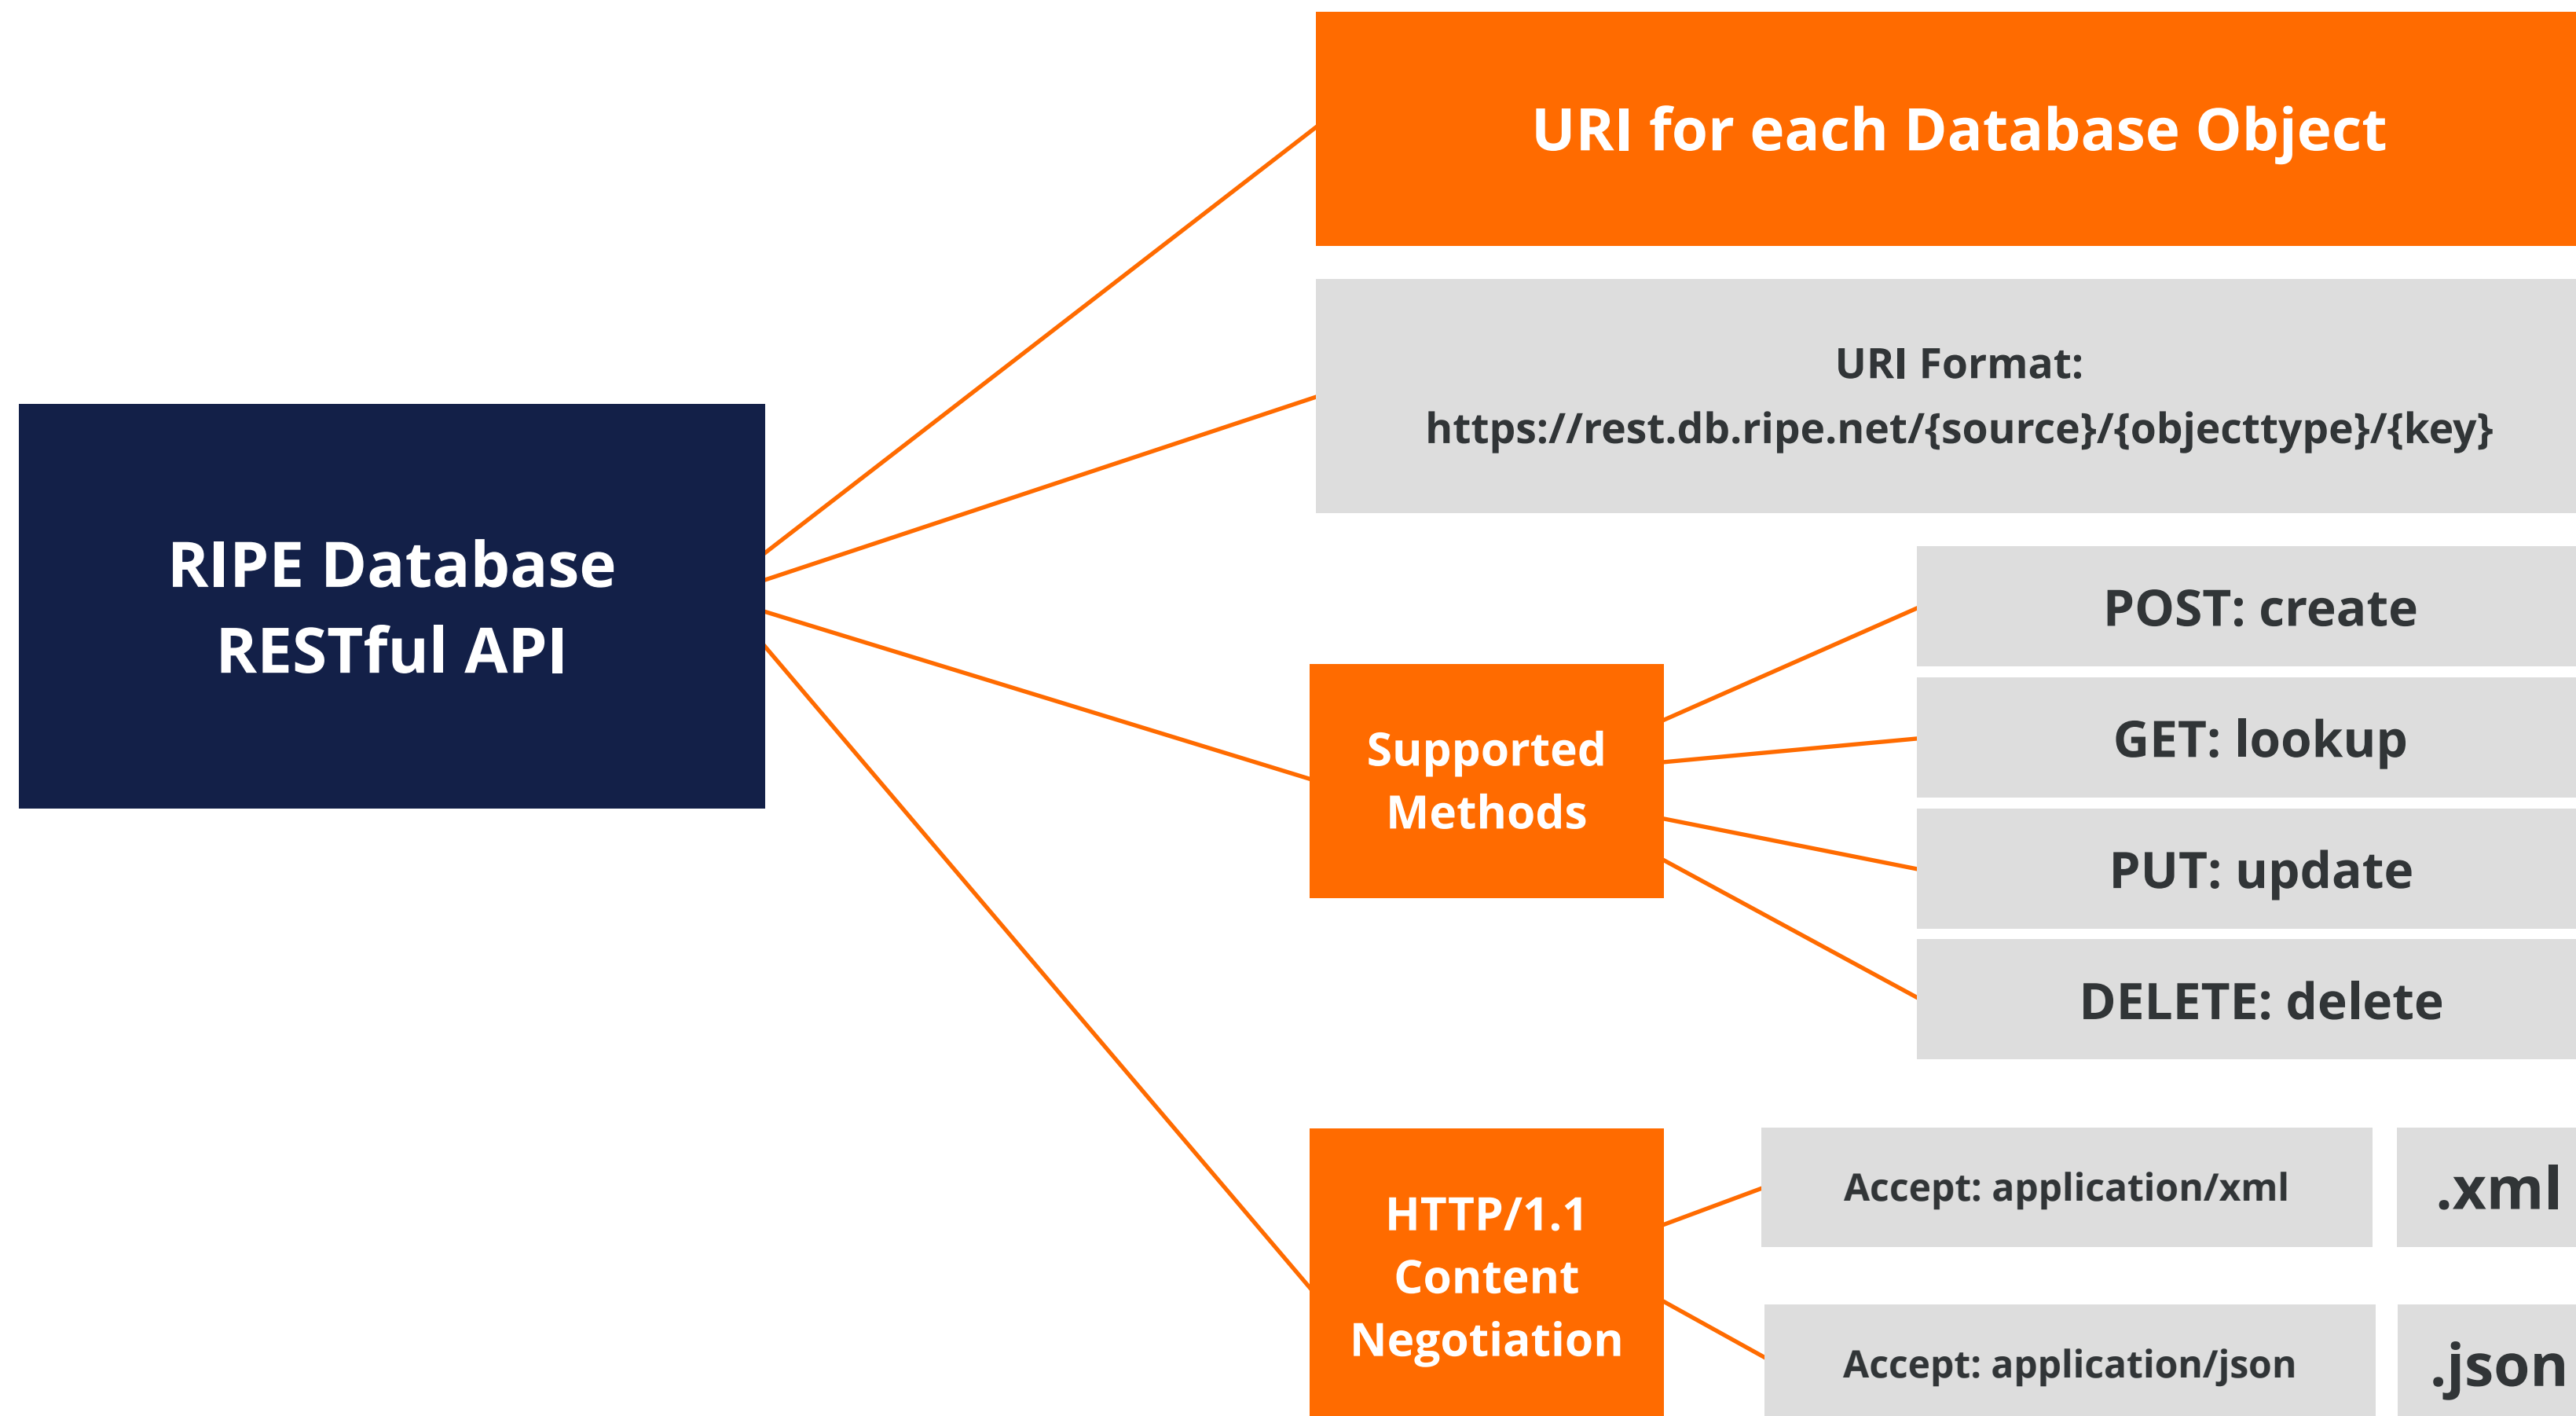 URI for each Database Object
URI Format:
https://rest.db.ripe.net/{source}/{objecttype}/{key}
RIPE Database
RESTful API
Supported
Methods
POST: create
GET: lookup
PUT: update
DELETE: delete
HTTP/1.1
Content
Negotiation
Accept: application/xml
.xml
Accept: application/json
.json